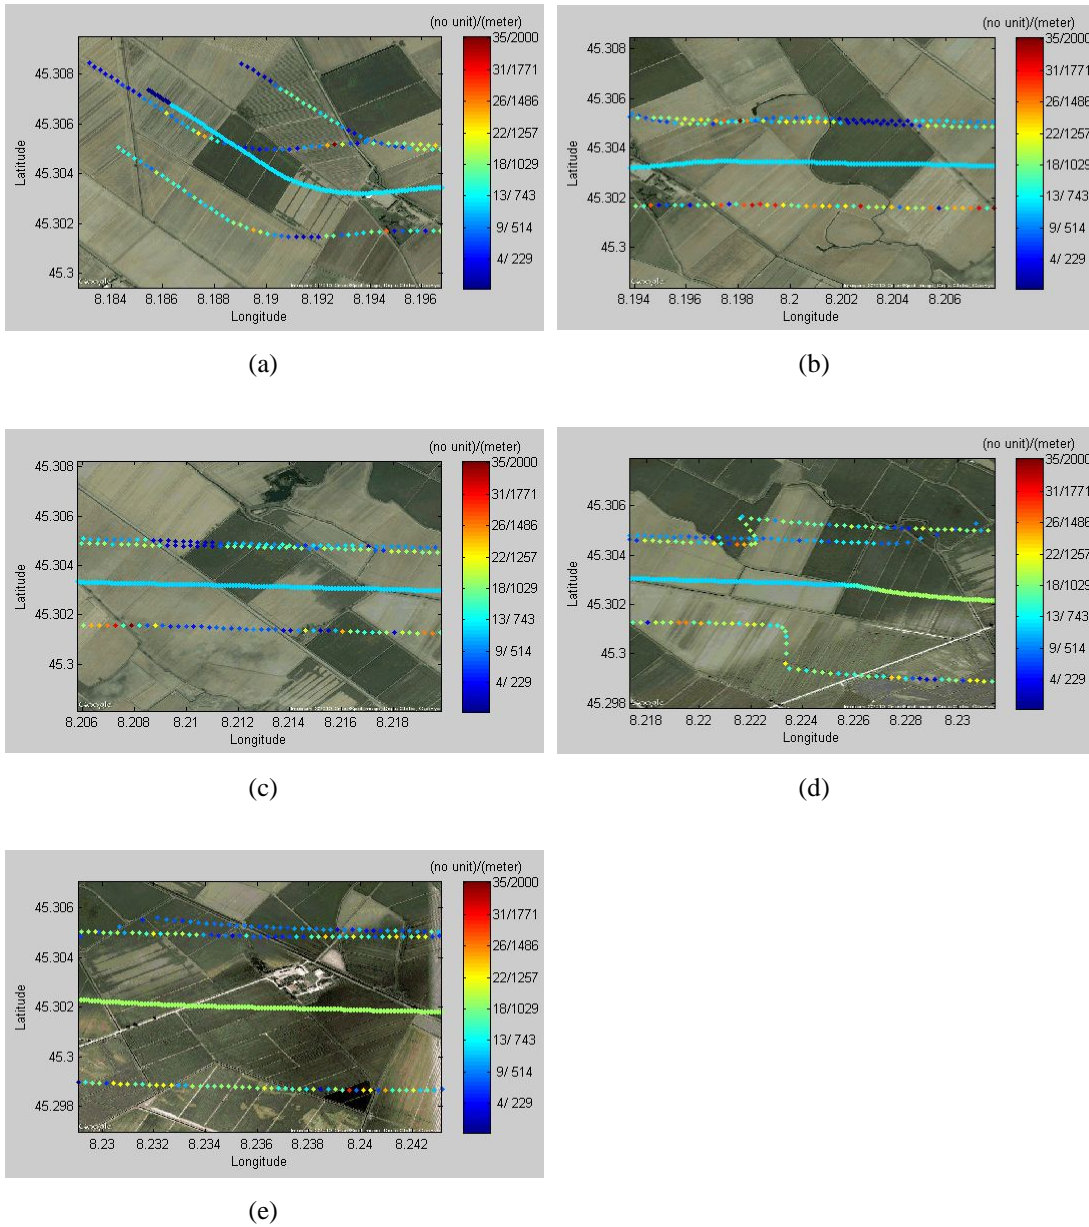 (no unit)/(meter)
45.308
45.306
45.304
45.302
45.3
Latitude
8.184 8.186 8.188 8.19 8.192 8.194 8.196
Longitude
35/2000
31/1771
26/1486
22/1257
18/1029
13/ 743
9/ 514
4/ 229
Google
(a)
(no unit)/(meter)
45.308
45.306
45.304
45.302
45.3
Latitude
8.194 8.196 8.198 8.2 8.202 8.204 8.206
Longitude
35/2000
31/1771
26/1486
22/1257
18/1029
13/ 743
9/ 514
4/ 229
Google
(b)
(no unit)/(meter)
45.308
45.306
45.304
45.302
45.3
Latitude
8.206 8.208 8.21 8.212 8.214 8.216 8.218
Longitude
35/2000
31/1771
26/1486
22/1257
18/1029
13/ 743
9/ 514
4/ 229
Google
(c)
(no unit)/(meter)
45.306
45.304
45.302
45.3
45.298
Latitude
8.218 8.22 8.222 8.224 8.226 8.228 8.23
Longitude
35/2000
31/1771
26/1486
22/1257
18/1029
13/ 743
9/ 514
4/ 229
Google
(d)
(no unit)/(meter)
45.306
45.304
45.302
45.3
45.298
Latitude
8.23 8.232 8.234 8.236 8.238 8.24 8.242
Longitude
35/2000
31/1771
26/1486
22/1257
18/1029
13/ 743
9/ 514
4/ 229
Google
(e)